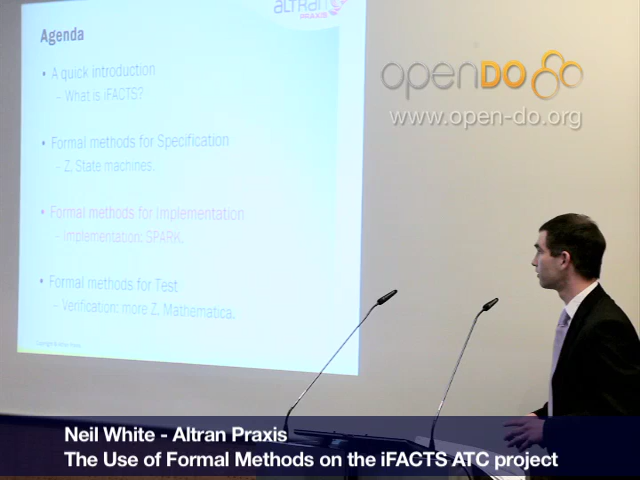 altran
PRAXIS
Agenda
• A quick introduction
– What is iFACTS?
• Formal methods for Specification
– Z, State machines.
• Formal methods for Implementation
– Implementation: SPARK.
• Formal methods for Test
– Verification: more Z, Mathematica.
openDO
www.open-do.org
Neil White - Altran Praxis
The Use of Formal Methods on the iFACTS ATC project